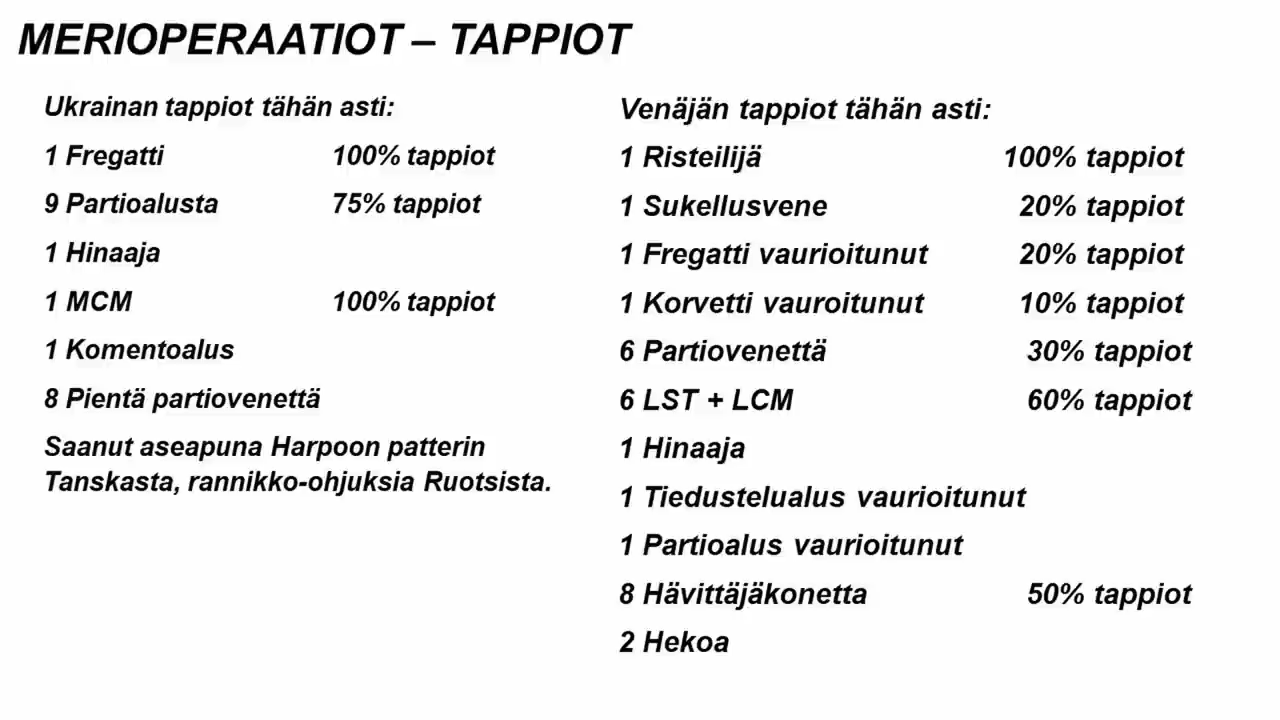 MERIOPERAATIOT – TAPPIOT
Ukrainan tappiot tähän asti:
1 Fregatti 100% tappiot
9 Partioalusta 75% tappiot
1 Hinaaja
1 MCM 100% tappiot
1 Komentoalus
8 Pientä partiovenettä
Saanut aseapuna Harpoon patterin
Tanskasta, rannikko-ohjuksia Ruotsista.
Venäjän tappiot tähän asti:
1 Risteilijä 100% tappiot
1 Sukellusvene 20% tappiot
1 Fregatti vaurioitunut 20% tappiot
1 Korvetti vauroitunut 10% tappiot
6 Partiovenettä 30% tappiot
6 LST + LCM 60% tappiot
1 Hinaaja
1 Tiedustelualus vaurioitunut
1 Partioalus vaurioitunut
8 Hävittäjäkonetta 50% tappiot
2 Hekoa